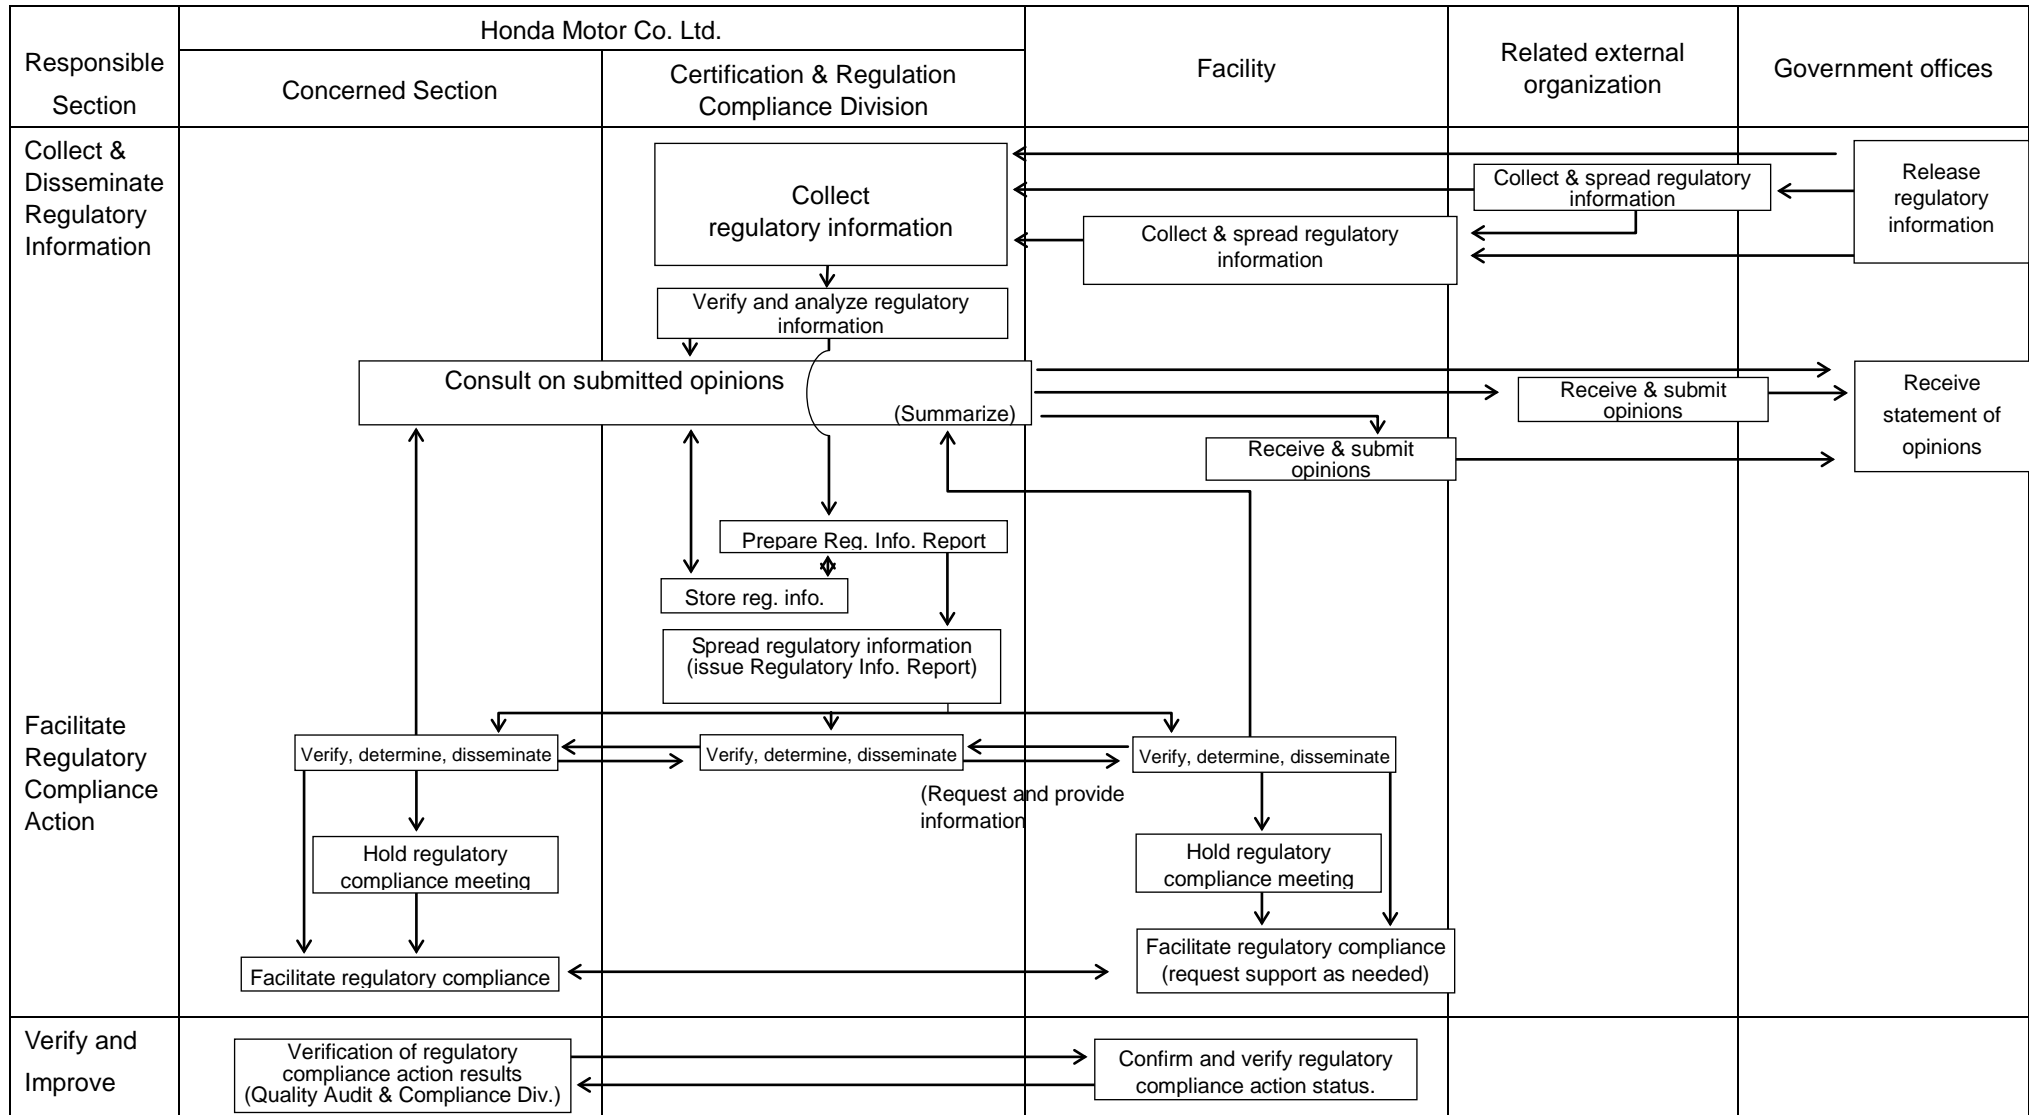 Responsible
Section
Honda Motor Co. Ltd.
Concerned Section
Certification & Regulation
Compliance Division
Facility
Related external
organization
Government offices
Collect &
Disseminate
Regulatory
Information
Collect
regulatory information
Collect & spread regulatory
information
Collect & spread regulatory
information
Release
regulatory
information
Verify and analyze regulatory
information
Consult on submitted opinions
(Summarize)
Receive & submit
opinions
Receive & submit
opinions
Receive
statement of
opinions
Prepare Reg. Info. Report
Store reg. info.
Spread regulatory information
(issue Regulatory Info. Report)
Facilitate
Regulatory
Compliance
Action
Verify, determine, disseminate
Verify, determine, disseminate
Verify, determine, disseminate
(Request and provide
information
Hold regulatory
compliance meeting
Hold regulatory
compliance meeting
Facilitate regulatory compliance
Facilitate regulatory compliance
(request support as needed)
Verify and
Improve
Verification of regulatory
compliance action results
(Quality Audit & Compliance Div.)
Confirm and verify regulatory
compliance action status.